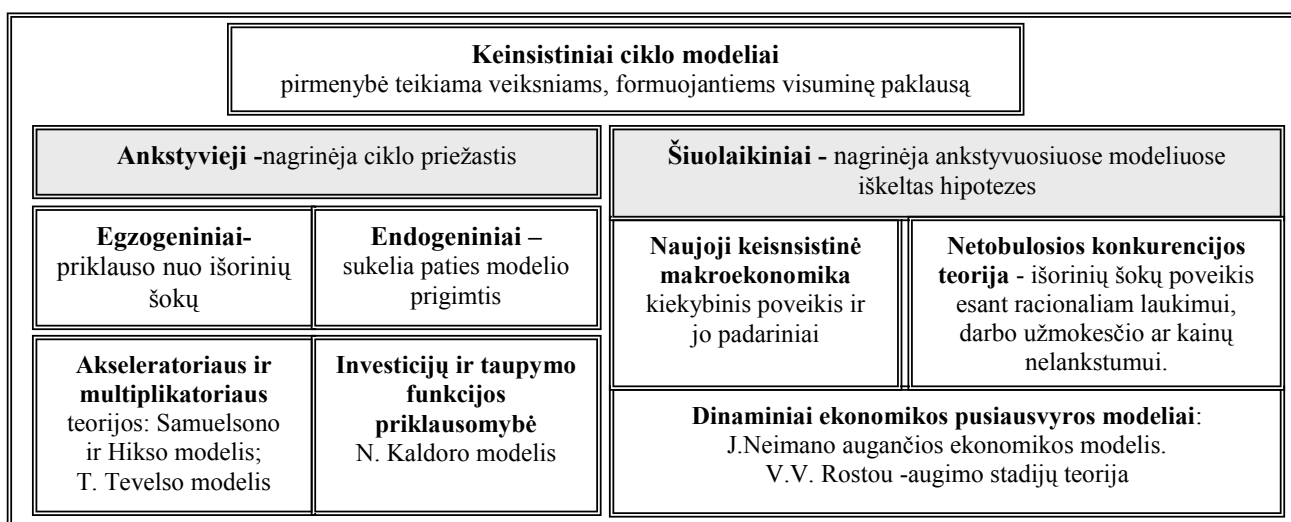 Keinsistiniai ciklo modeliai
pirmenybė teikiama veiksniams, formuojantiems visuminę paklausą
Ankstyvieji -nagrinėja ciklo priežastis
Šiuolaikiniai - nagrinėja ankstyvuosiuose modeliuose
iškeltas hipotezes
Egzogeniniai-
priklauso nuo išorinių
šokų
Endogeniniai –
sukelia paties modelio
prigimtis
Naujoji keisnsistinė
makroekonomika
kiekybinis poveikis ir
jo padariniai
Netobulosios konkurencijos
teorija - išorinių šokų poveikis
esant racionaliam laukimui,
darbo užmokesčio ar kainų
nelankstumui.
Akseleratoriaus ir
multiplikatoriaus
teorijos: Samuelsono
ir Hikso modelis;
T. Tevelso modelis
Investicijų ir taupymo
funkcijos
priklausomybė
N. Kaldoro modelis
Dinaminiai ekonomikos pusiausvyros modeliai:
J.Neimano augančios ekonomikos modelis.
V.V. Rostou -augimo stadijų teorija